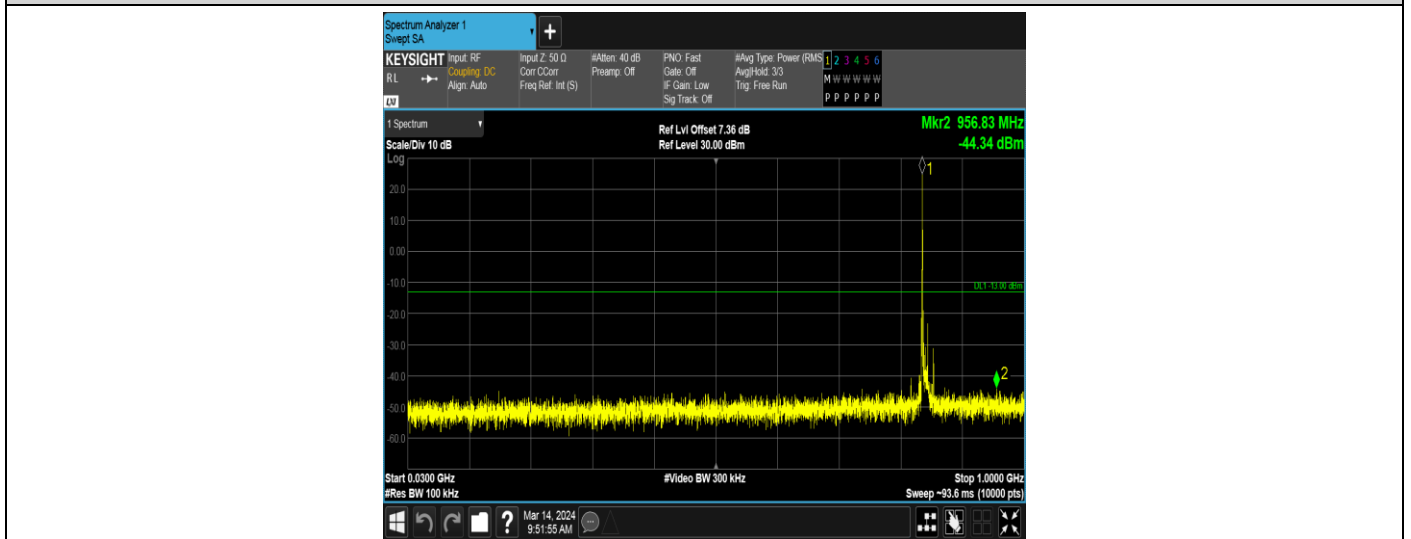 Spectrum Analyzer 1
Swept SA
+
KEYSIGHT
RL
LXI
Input: RF
Coupling: DC
Align: Auto
Input Z: 50 Ω
Corr CCorr
Freq Ref: Int (S)
#Atten: 40 dB
Preamp: Off
PNO: Fast
Gate: Off
IF Gain: Low
Sig Track: Off
#Avg Type: Power (RMS
Avg|Hold: 3/3
Trig: Free Run
1 2 3 4 5 6
M W W W W W
P P P P P P
1 Spectrum
Scale/Div 10 dB
Ref Lvl Offset 7.36 dB
Ref Level 30.00 dBm
Mkr2 956.83 MHz
-44.34 dBm
Log
1
20.0
10.0
0.00
-10.0
DL1 -13.00 dBm
-20.0
-30.0
-40.0
2
-50.0
-60.0
Start 0.0300 GHz
#Res BW 100 kHz
#Video BW 300 kHz
Stop 1.0000 GHz
Sweep ~93.6 ms (10000 pts)
?
Mar 14, 2024
9:51:55 AM